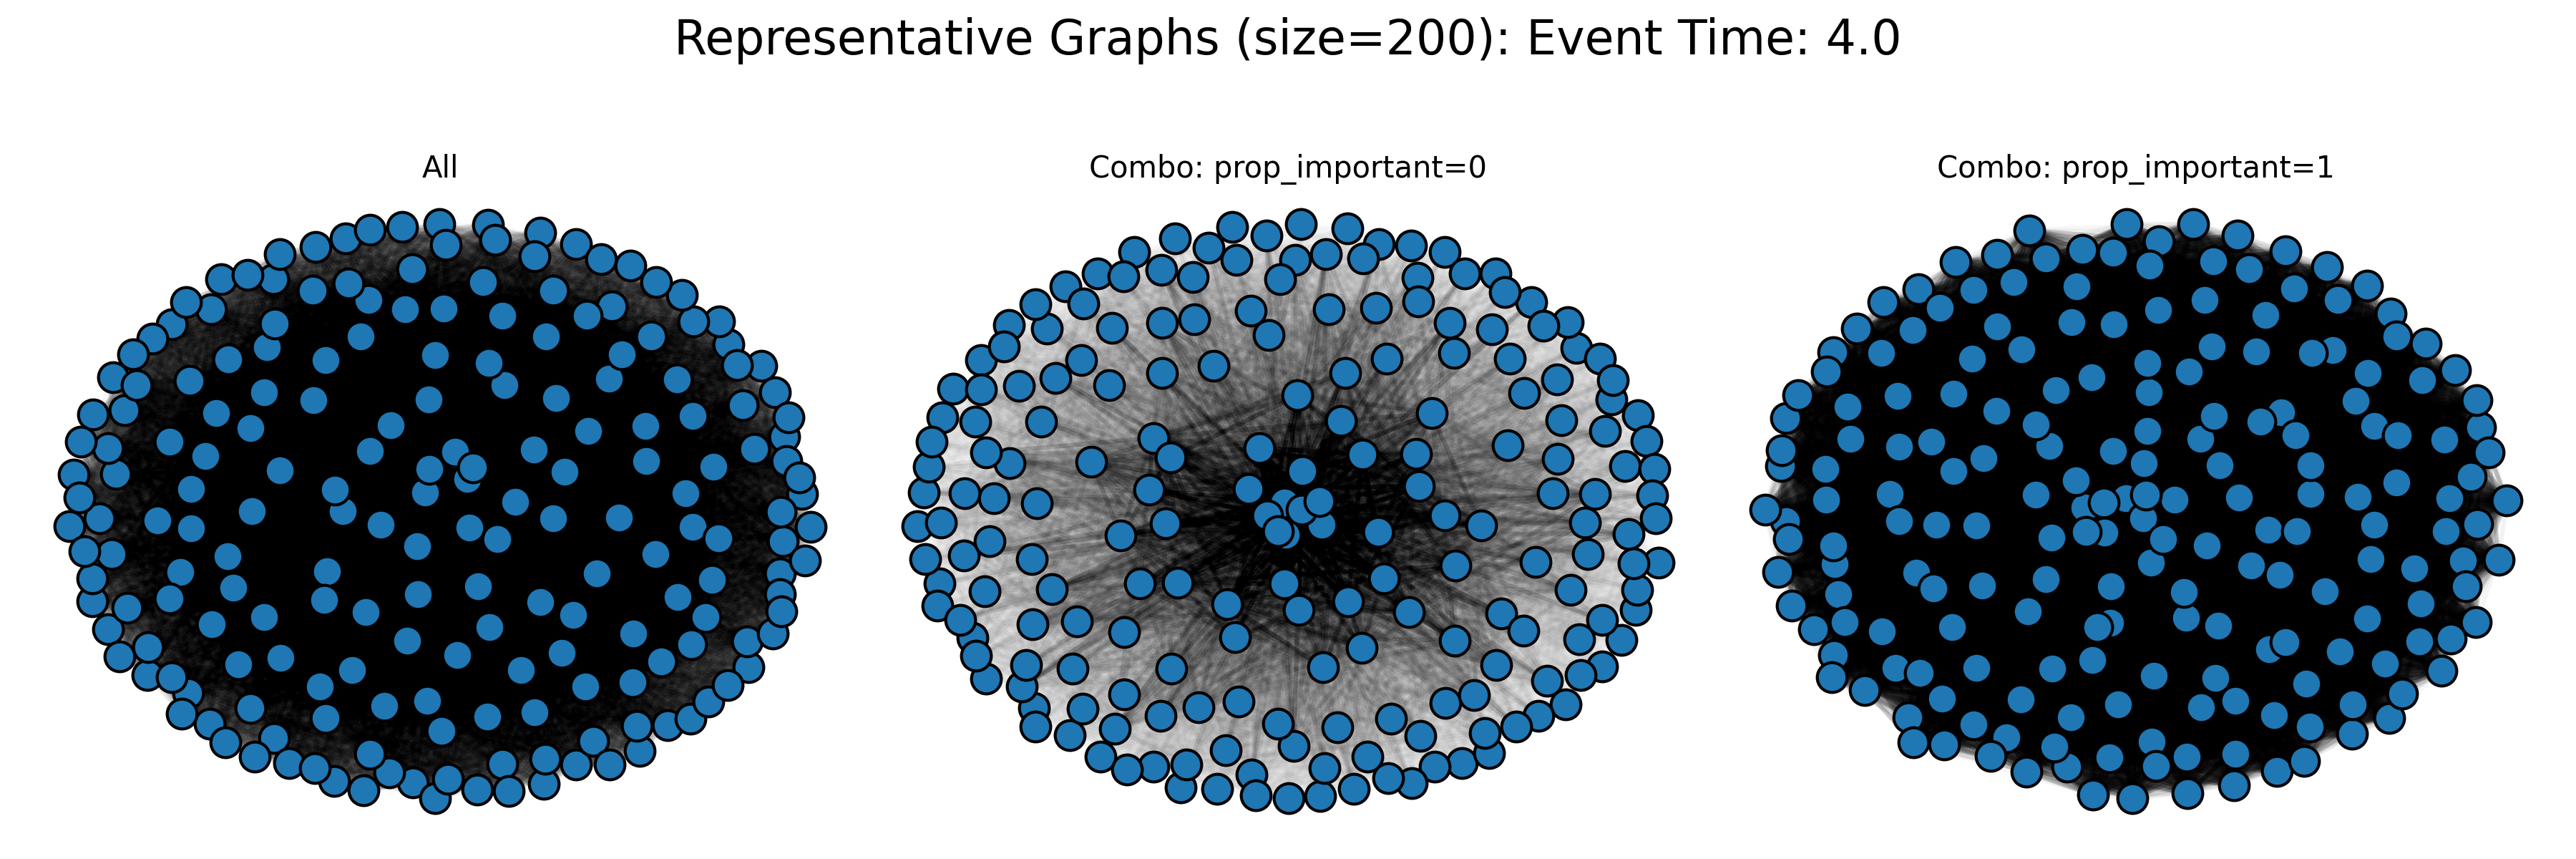 Representative Graphs (size=200): Event Time: 4.0
All
Combo: prop_important=0
Combo: prop_important=1